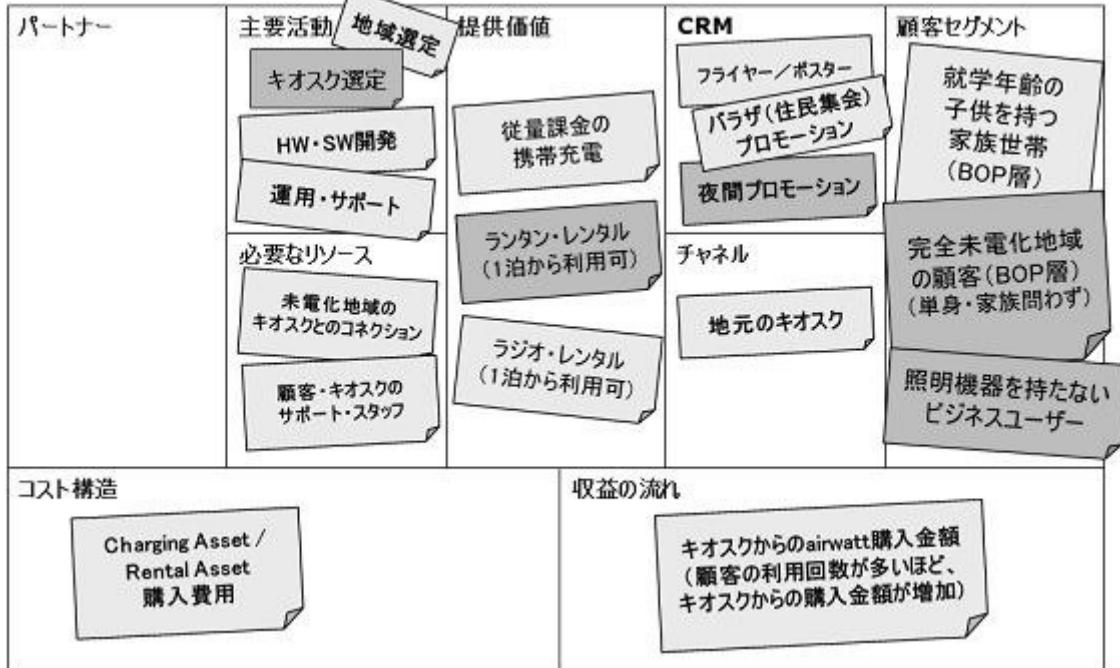 パートナー
主要活動
地域選定
キオスク選定
HW・SW開発
運用・サポート
必要なリソース
未電化地域の
キオスクとのコネクション
顧客・キオスクの
サポート・スタッフ
提供価値
従量課金の
携帯充電
ランタン・レンタル
(1泊から利用可)
ラジオ・レンタル
(1泊から利用可)
CRM
フライヤー/ポスター
バラザ(住民集会)
プロモーション
夜間プロモーション
チャネル
地元のキオスク
顧客セグメント
就学年齢の
子供を持つ
家族世帯
(BOP層)
完全未電化地域
の顧客(BOP層)
(単身・家族問わず)
照明機器を持たない
ビジネスユーザー
コスト構造
Charging Asset /
Rental Asset
購入費用
収益の流れ
キオスクからのairwatt購入金額
(顧客の利用回数が多いほど、
キオスクからの購入金額が増加)